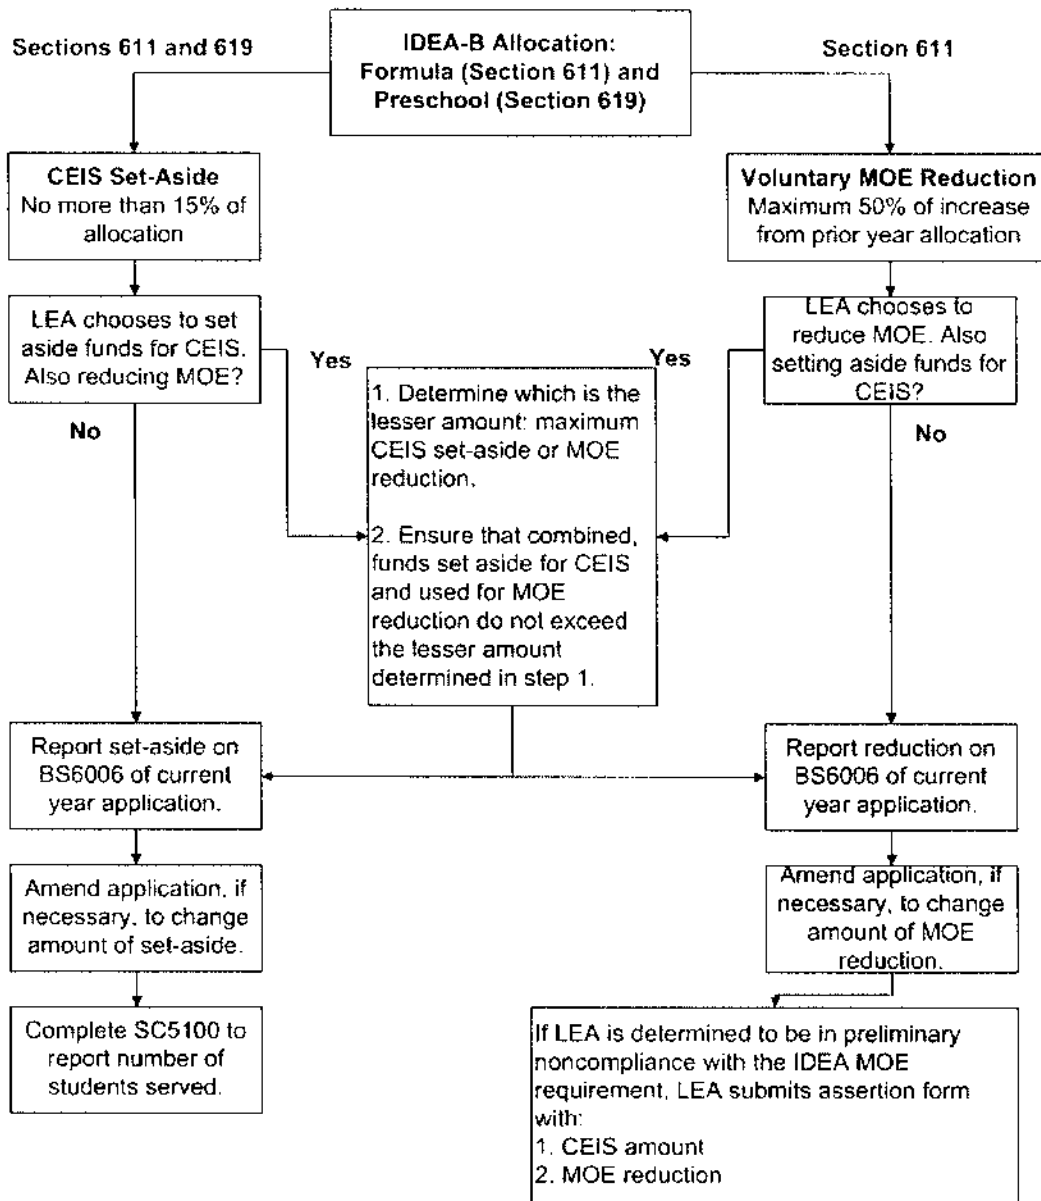 Sections 611 and 619
IDEA-B Allocation:
Formula (Section 611) and
Preschool (Section 619)
Section 611
CEIS Set-Aside
No more than 15% of
allocation
Voluntary MOE Reduction
Maximum 50% of increase
from prior year allocation
LEA chooses to set
aside funds for CEIS.
Also reducing MOE?
Yes
No
LEA chooses to
reduce MOE. Also
setting aside funds for
CEIS?
Yes
No
1. Determine which is the
lesser amount: maximum
CEIS set-aside or MOE
reduction.
2. Ensure that combined,
funds set aside for CEIS
and used for MOE
reduction do not exceed
the lesser amount
determined in step 1.
Report set-aside on
BS6006 of current
year application.
Report reduction on
BS6006 of current
year application.
Amend application, if
necessary, to change
amount of set-aside.
Amend application, if
necessary, to change
amount of MOE
reduction.
Complete SC5100 to
report number of
students served.
If LEA is determined to be in preliminary
noncompliance with the IDEA MOE
requirement, LEA submits assertion form
with:
1. CEIS amount
2. MOE reduction